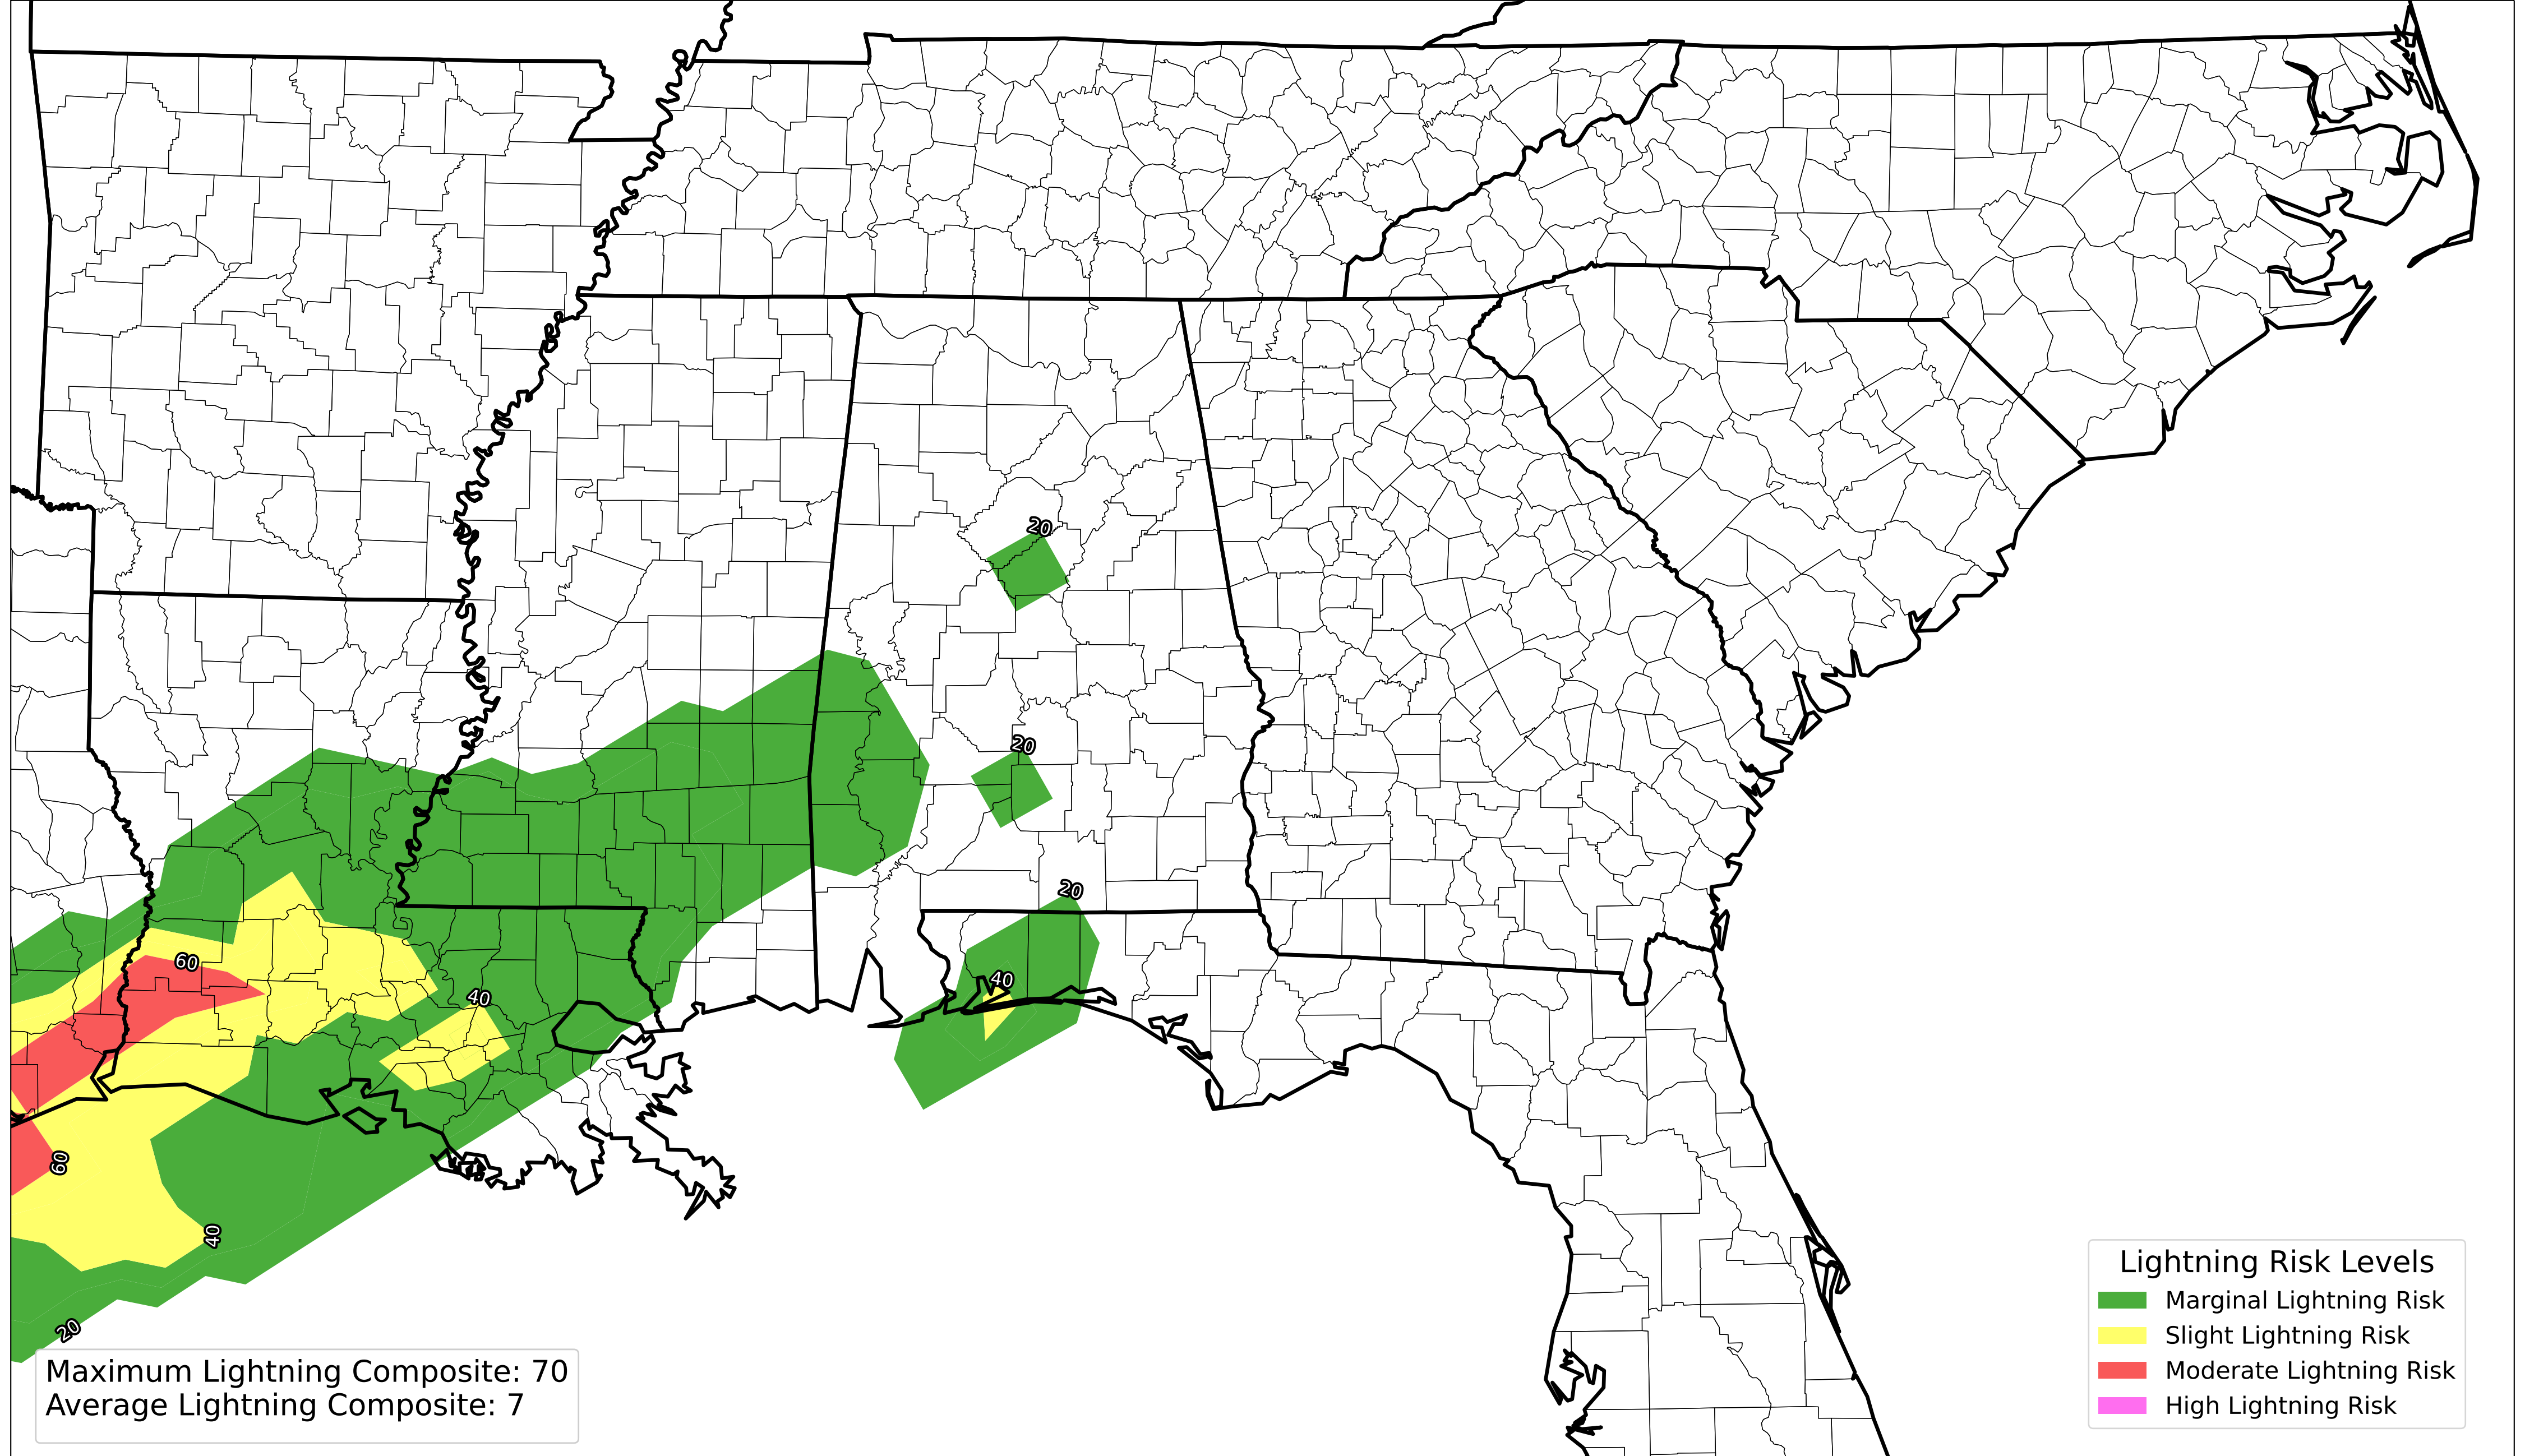 20
20
20
60
40
40
60
40
20
Lightning Risk Levels
Marginal Lightning Risk
Slight Lightning Risk
Moderate Lightning Risk
High Lightning Risk
Maximum Lightning Composite: 70
Average Lightning Composite: 7